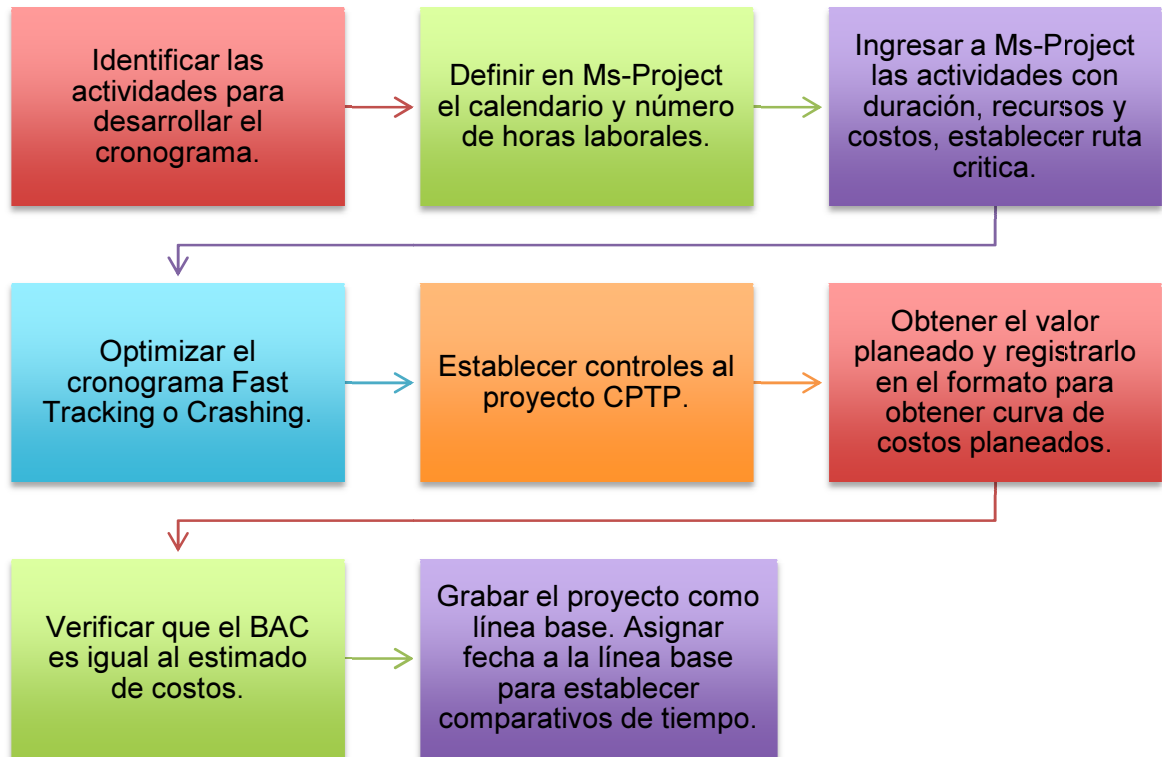 Identificar las
actividades para
desarrollar el
cronograma.
Definir en Ms-Project
el calendario y número
de horas laborales.
Ingresar a Ms-Project
las actividades con
duración, recursos y
costos, establecer ruta
critica.
Optimizar el
cronograma Fast
Tracking o Crashing.
Establecer controles al
proyecto CPTP.
Obtener el valor
planeado y registrarlo
en el formato para
obtener curva de
costos planeados.
Verificar que el BAC
es igual al estimado
de costos.
Grabar el proyecto como
línea base. Asignar
fecha a la línea base
para establecer
comparativos de tiempo.